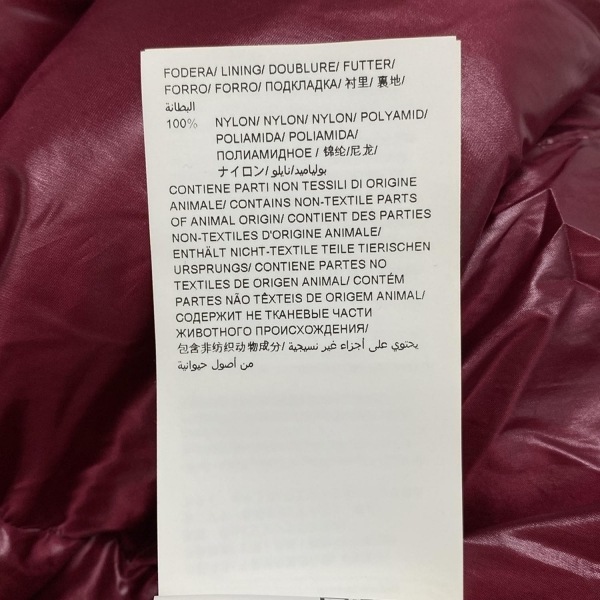 FODERA/ LINING/ DOUBLURE/ FUTTER/
FORRO/ FORRO/ ПОДКЛАДКА/ 衬里/ 裏地/
البطانة
100% NYLON/ NYLON/ NYLON/ POLYAMID/
POLIAMIDA/ POLIAMIDA/
ПОЛИАМИДНОЕ / 锦纶/尼龙/
ナイロン/ بولياميد/نايلو
CONTIENE PARTI NON TESSILI DI ORIGINE
ANIMALE/ CONTAINS NON-TEXTILE PARTS
OF ANIMAL ORIGIN/ CONTIENT DES PARTIES
NON-TEXTILES D'ORIGINE ANIMALE/
ENTHÄLT NICHT-TEXTILE TEILE TIERISCHEN
URSPRUNGS/ CONTIENE PARTES NO
TEXTILES DE ORIGEN ANIMAL/ CONTÉM
PARTES NÃO TÊXTEIS DE ORIGEM ANIMAL/
СОДЕРЖИТ НЕ ТКАНЕВЫЕ ЧАСТИ
ЖИВОТНОГО ПРОИСХОЖДЕНИЯ/
包含非纺织动物成分/ يحتوي على أجزاء غير نسيجية
من أصول حيوانية